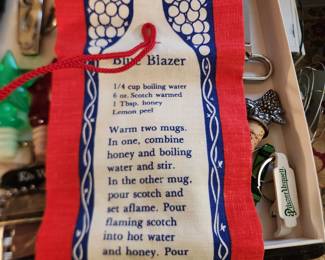 Blue Blazer
1/4 cup boiling water
6 oz. Scotch warmed
1 Tbsp. honey
Lemon peel
Warm two mugs.
In one, combine
honey and boiling
water and stir.
In the other mug,
pour scotch and
set aflame. Pour
flaming scotch
into hot water
and honey. Pour
Pilsner Urquell